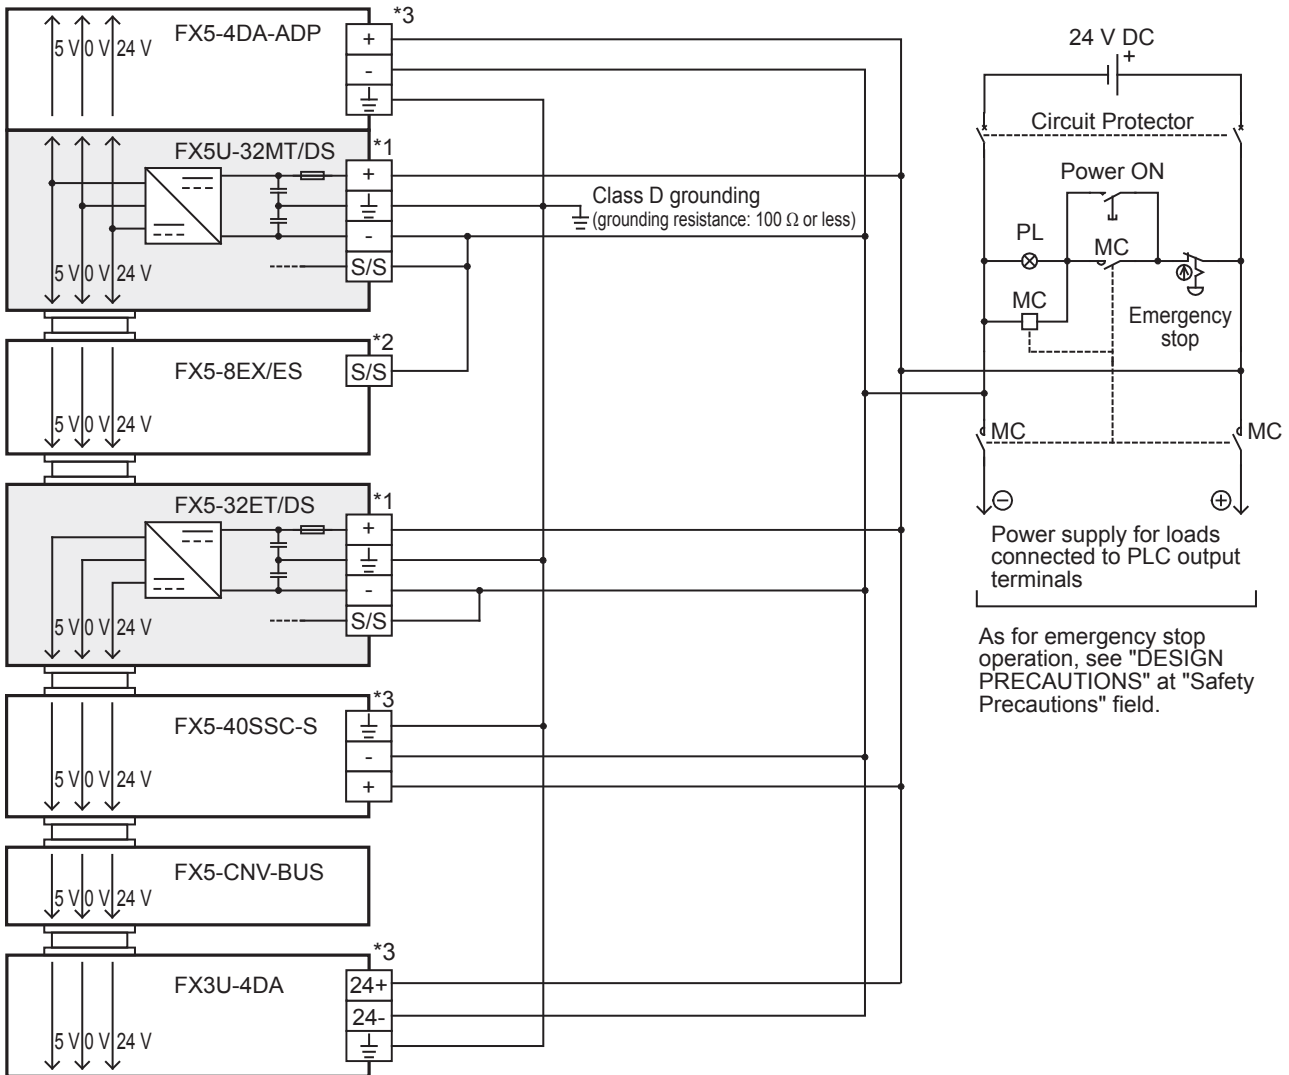 FX5-4DA-ADP
*3
5 V 0 V 24 V
+
-
FX5U-32MT/DS
*1
+
-
S/S
5 V 0 V 24 V
Class D grounding
(grounding resistance: 100 Ω or less)
FX5-8EX/ES
*2
S/S
5 V 0 V 24 V
FX5-32ET/DS
*1
+
-
S/S
5 V 0 V 24 V
FX5-40SSC-S
*3
-
+
5 V 0 V 24 V
FX5-CNV-BUS
5 V 0 V 24 V
FX3U-4DA
*3
24+
24-
5 V 0 V 24 V
24 V DC
+
Circuit Protector
Power ON
PL
MC
MC
Emergency
stop
MC
MC
Power supply for loads
connected to PLC output
terminals
As for emergency stop
operation, see "DESIGN
PRECAUTIONS" at "Safety
Precautions" field.